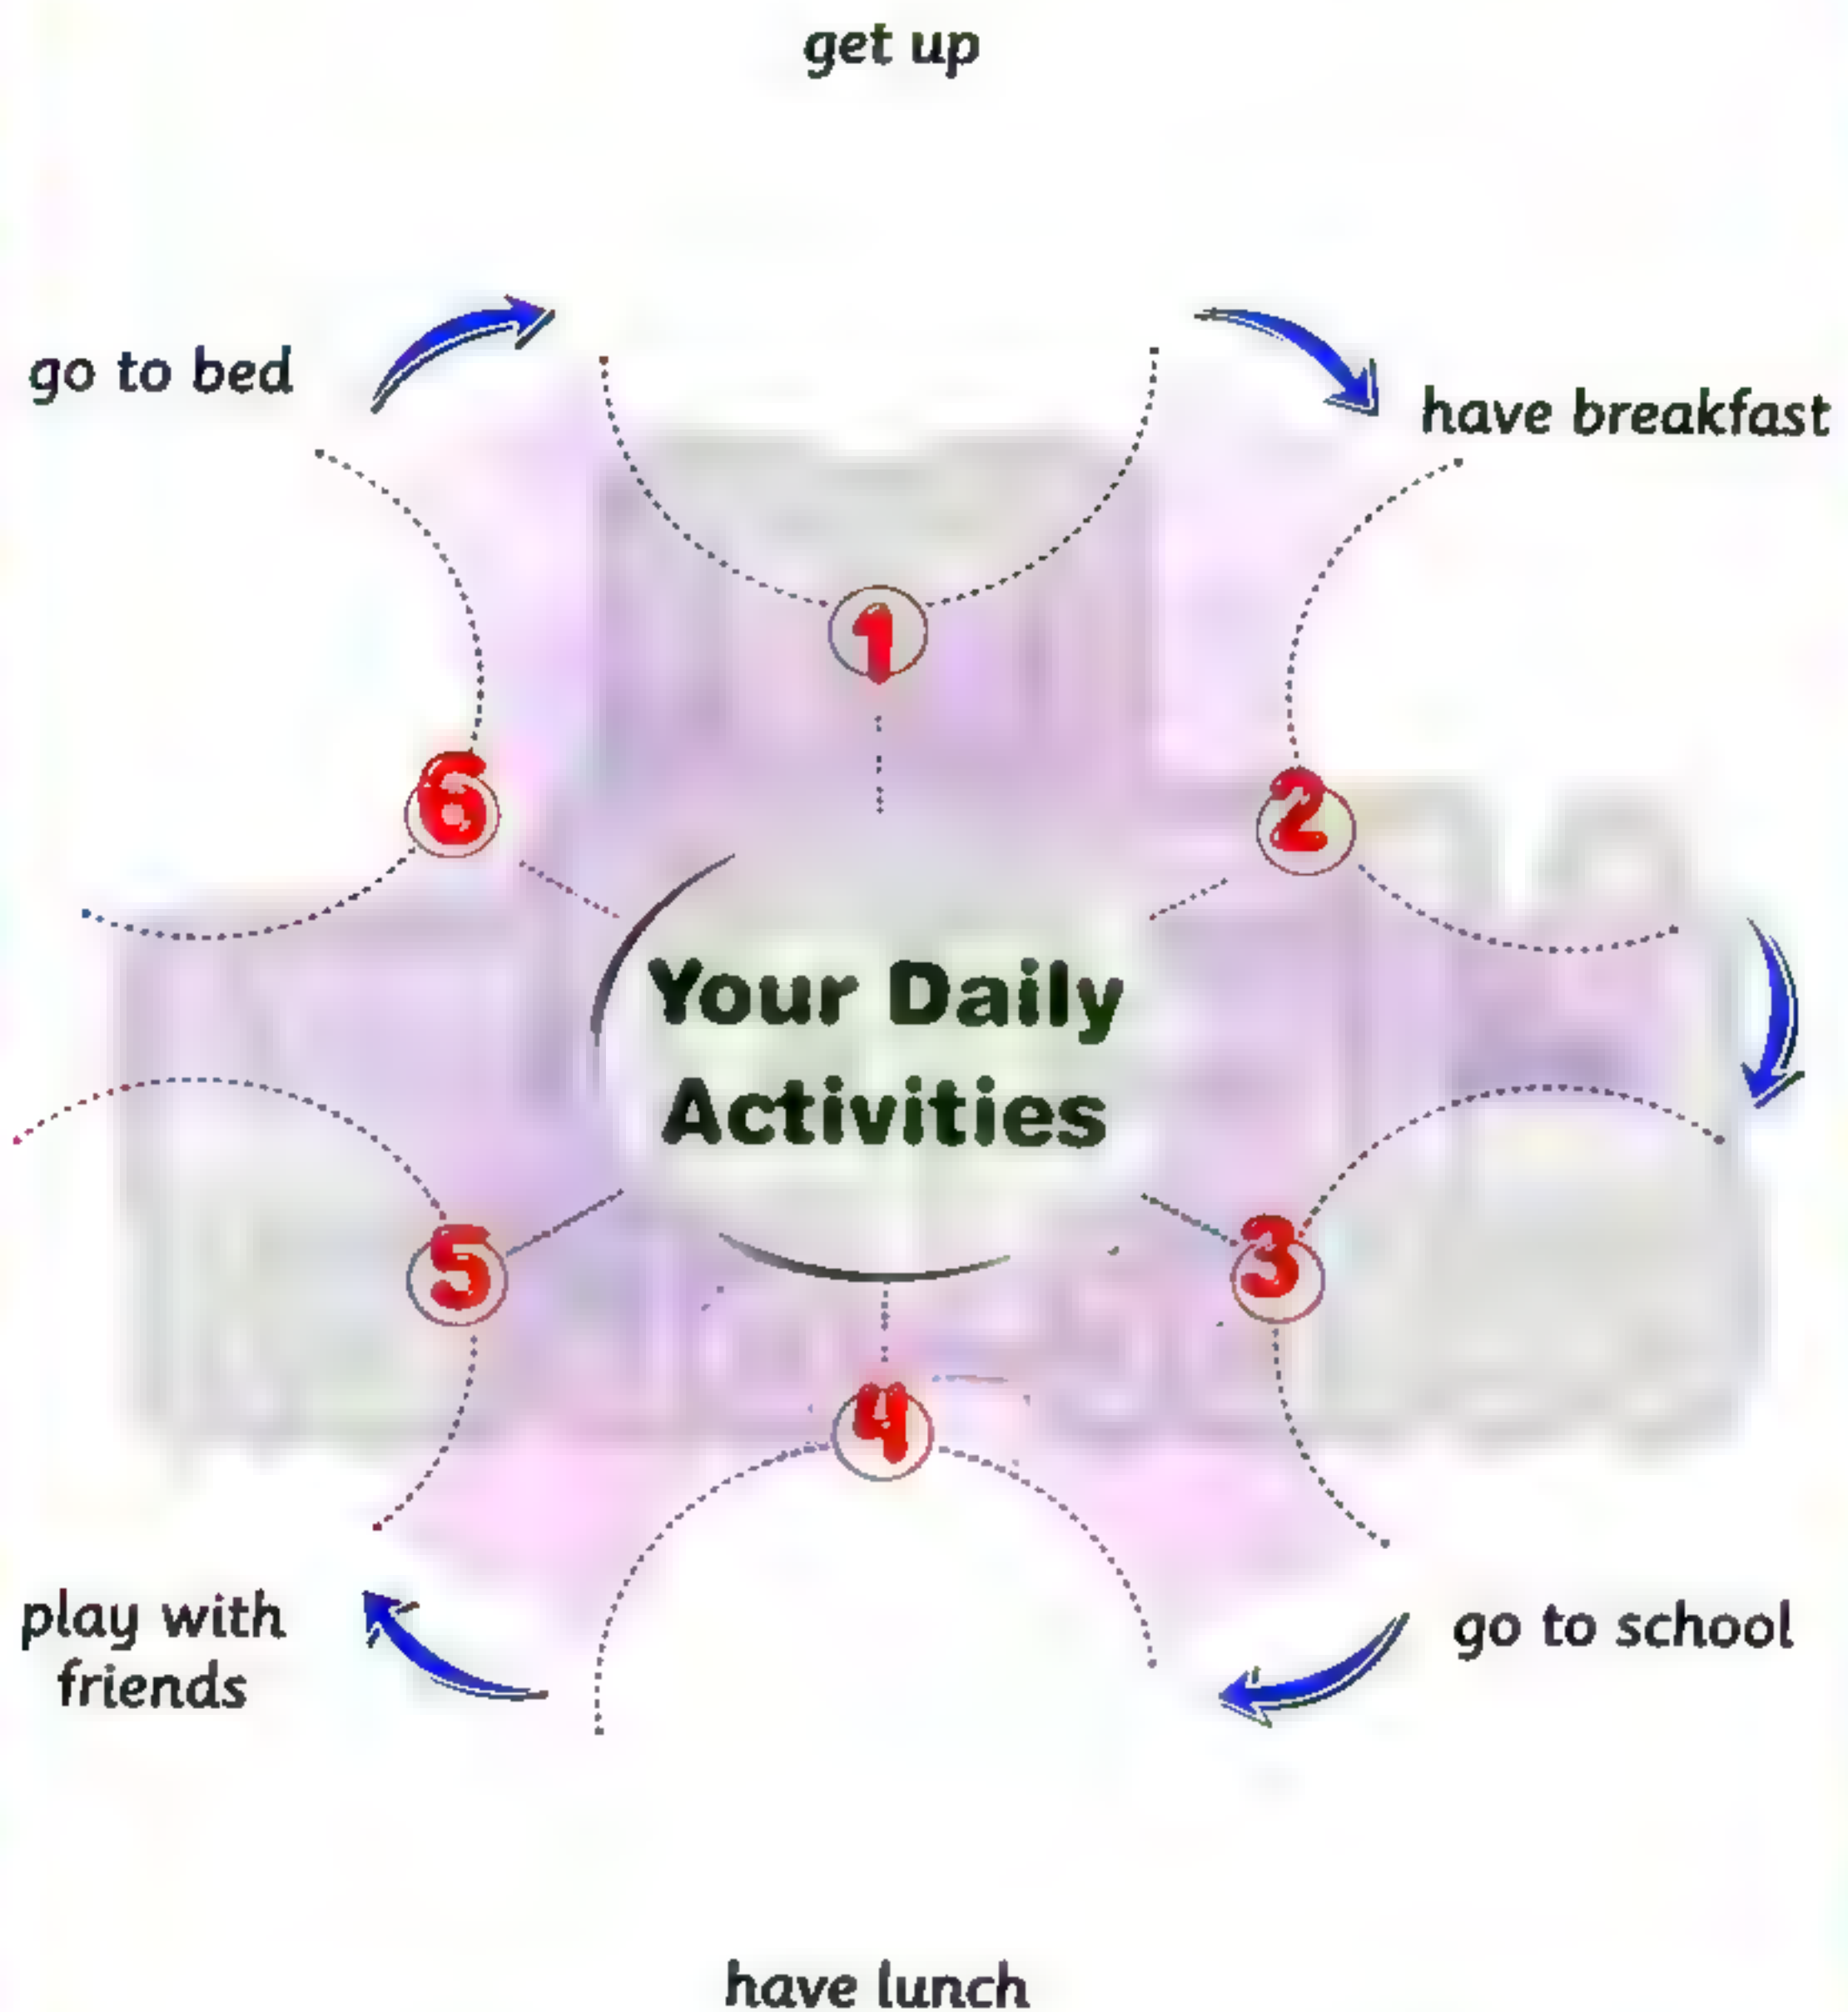 get up
go to bed
have breakfast
1
6
2
Your Daily
Activities
5
3
4
play with
friends
go to school
have lunch